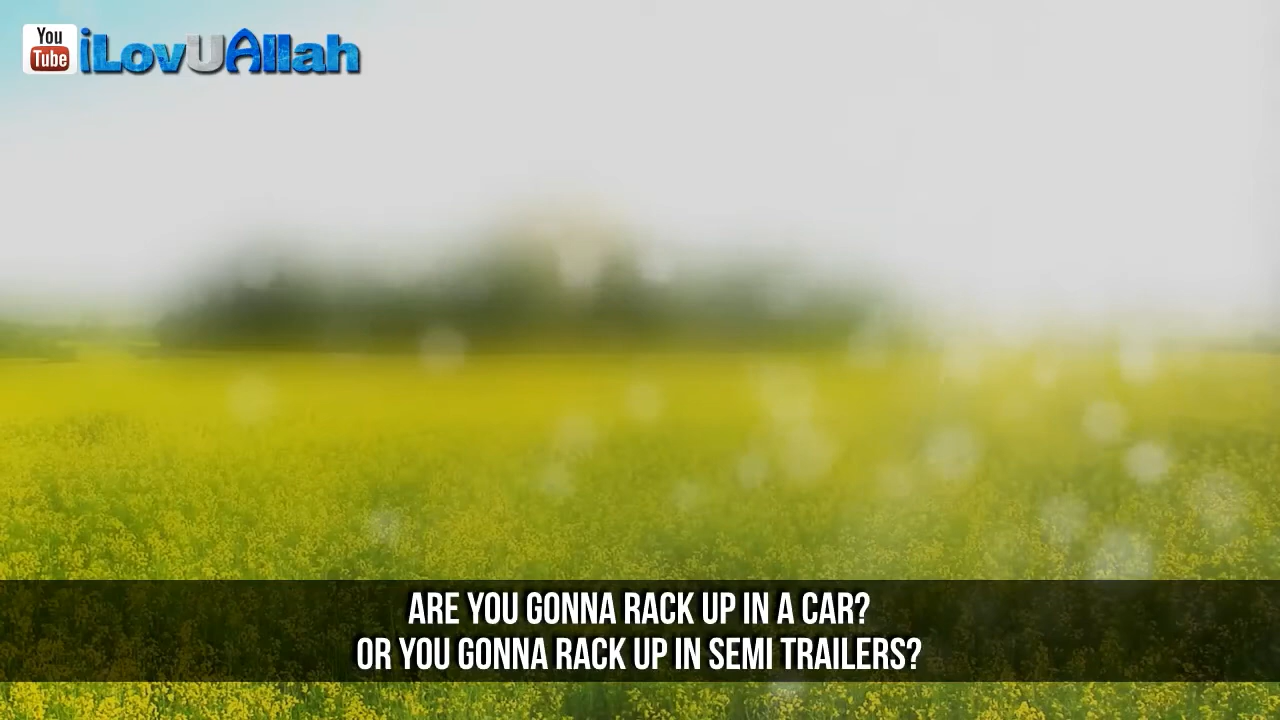 You
Tube
iLovUAllah
ARE YOU GONNA RACK UP IN A CAR?
OR YOU GONNA RACK UP IN SEMI TRAILERS?